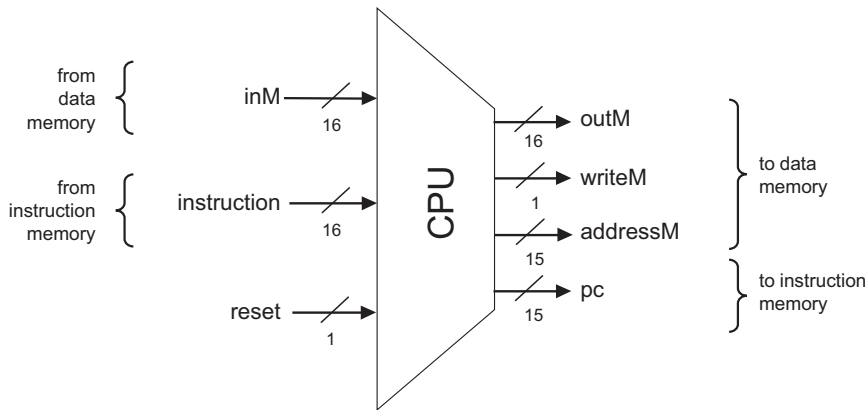 from
data
memory
inM
16
from
instruction
memory
instruction
16
reset
1
CPU
outM
16
writeM
1
addressM
15
pc
15
to data
memory
to instruction
memory